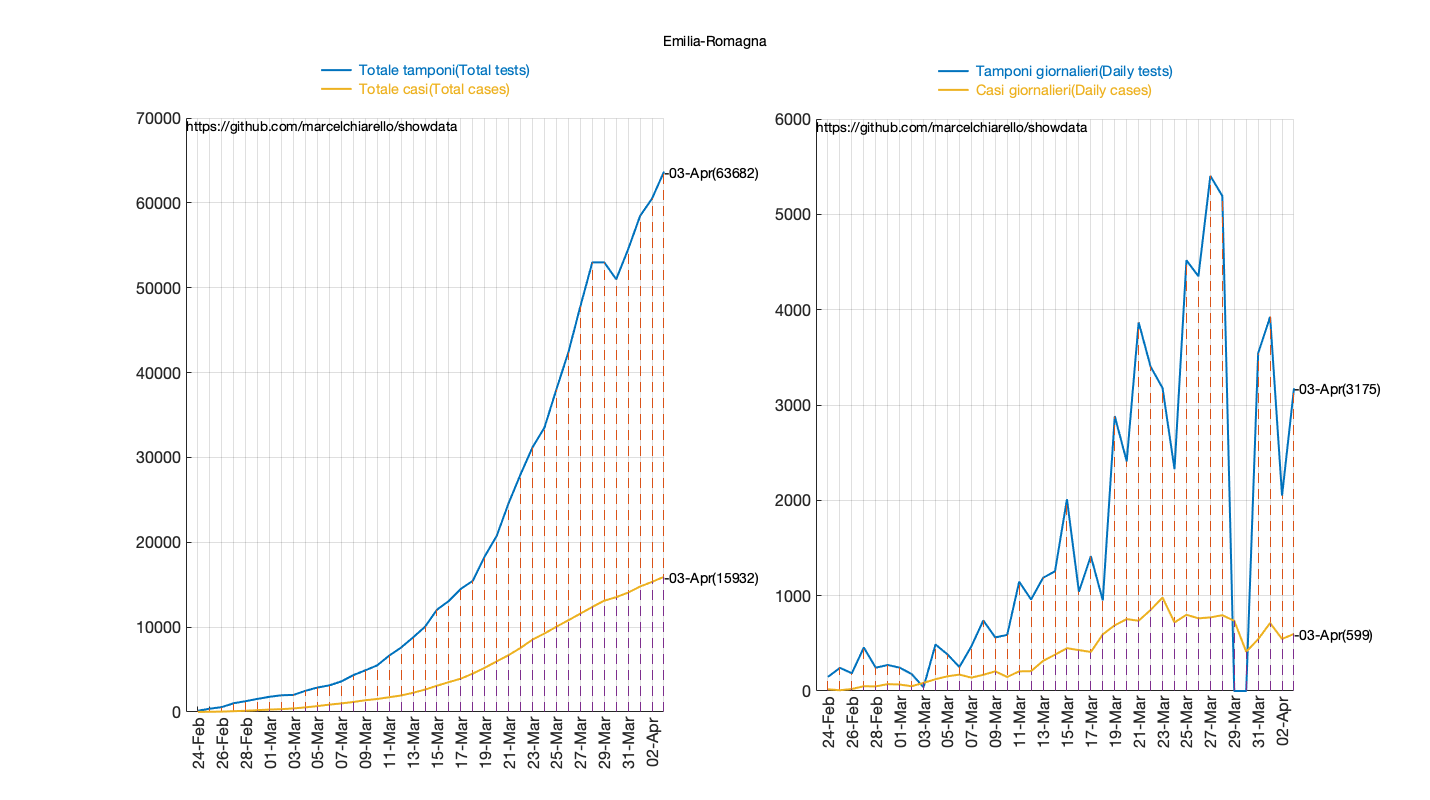 Emilia-Romagna
Totale tamponi(Total tests)
Totale casi(Total cases)
70000
60000
50000
40000
30000
20000
10000
0
https://github.com/marcelchiarello/showdata
-03-Apr(63682)
-03-Apr(15932)
24-Feb
26-Feb
28-Feb
01-Mar
03-Mar
05-Mar
07-Mar
09-Mar
11-Mar
13-Mar
15-Mar
17-Mar
19-Mar
21-Mar
23-Mar
25-Mar
27-Mar
29-Mar
31-Mar
02-Apr
Tamponi giornalieri(Daily tests)
Casi giornalieri(Daily cases)
6000
5000
4000
3000
2000
1000
0
https://github.com/marcelchiarello/showdata
-03-Apr(3175)
-03-Apr(599)
24-Feb
26-Feb
28-Feb
01-Mar
03-Mar
05-Mar
07-Mar
09-Mar
11-Mar
13-Mar
15-Mar
17-Mar
19-Mar
21-Mar
23-Mar
25-Mar
27-Mar
29-Mar
31-Mar
02-Apr